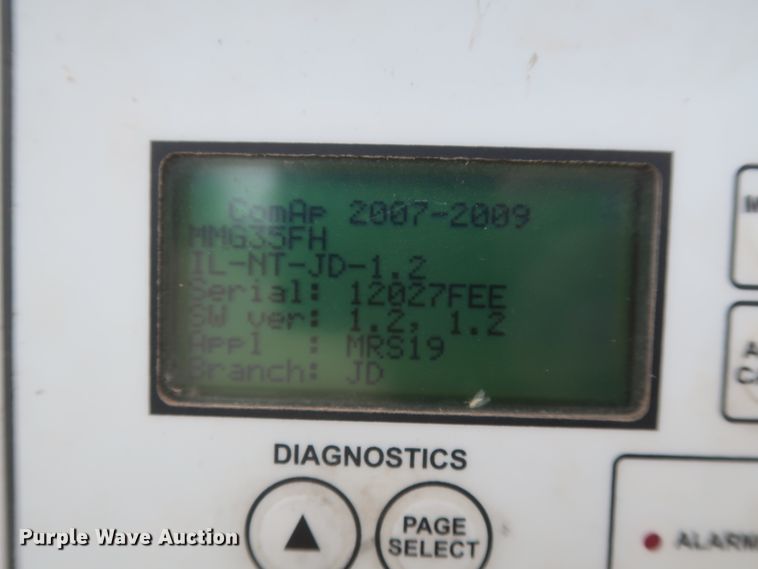 ComAp 2007-2009
MMG35FH
IL-NT-JD-1.2
Serial: 12027FEE
SW ver: 1.2, 1.2
Appl : MRS19
Branch: JD
DIAGNOSTICS
PAGE
SELECT
ALARM
Purple Wave Auction